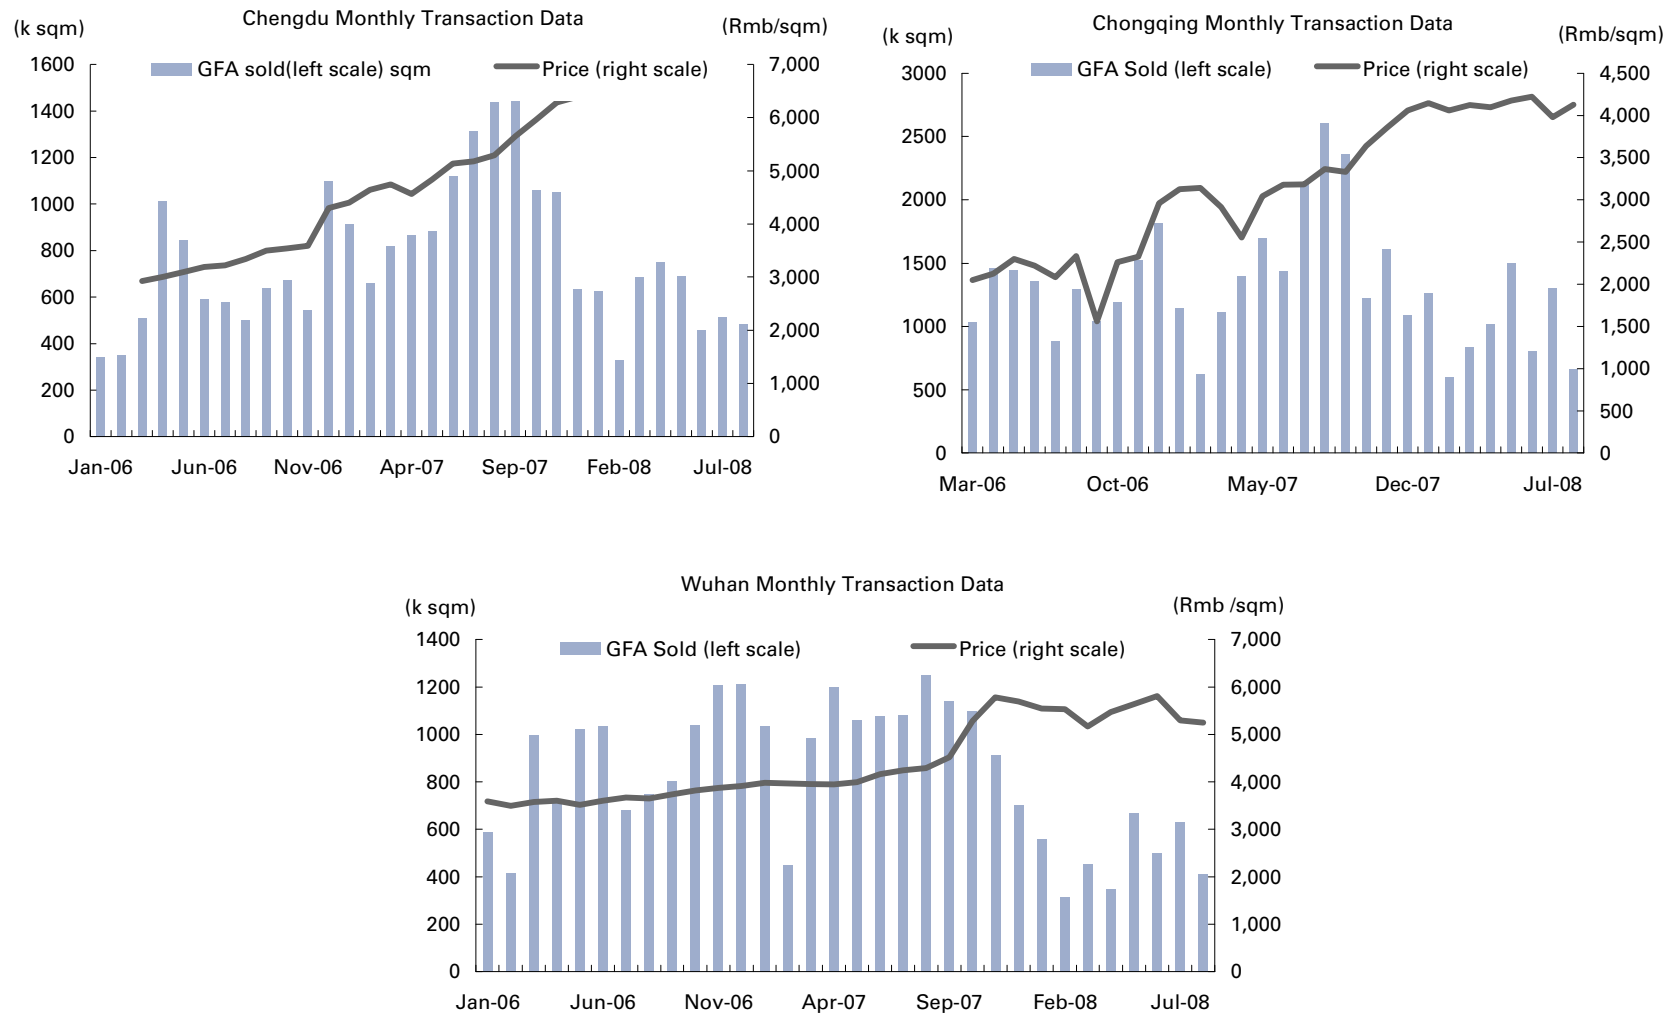 Chengdu Monthly Transaction Data
(k sqm)
(Rmb/sqm)
GFA sold(left scale) sqm
Price (right scale)
1600
1400
1200
1000
800
600
400
200
0
7,000
6,000
5,000
4,000
3,000
2,000
1,000
0
Jan-06 Jun-06 Nov-06 Apr-07 Sep-07 Feb-08 Jul-08
Chongqing Monthly Transaction Data
(k sqm)
(Rmb/sqm)
GFA Sold (left scale)
Price (right scale)
3000
2500
2000
1500
1000
500
0
4,500
4,000
3,500
3,000
2,500
2,000
1,500
1,000
500
0
Mar-06 Oct-06 May-07 Dec-07 Jul-08
Wuhan Monthly Transaction Data
(k sqm)
(Rmb /sqm)
GFA Sold (left scale)
Price (right scale)
1400
1200
1000
800
600
400
200
0
7,000
6,000
5,000
4,000
3,000
2,000
1,000
0
Jan-06 Jun-06 Nov-06 Apr-07 Sep-07 Feb-08 Jul-08